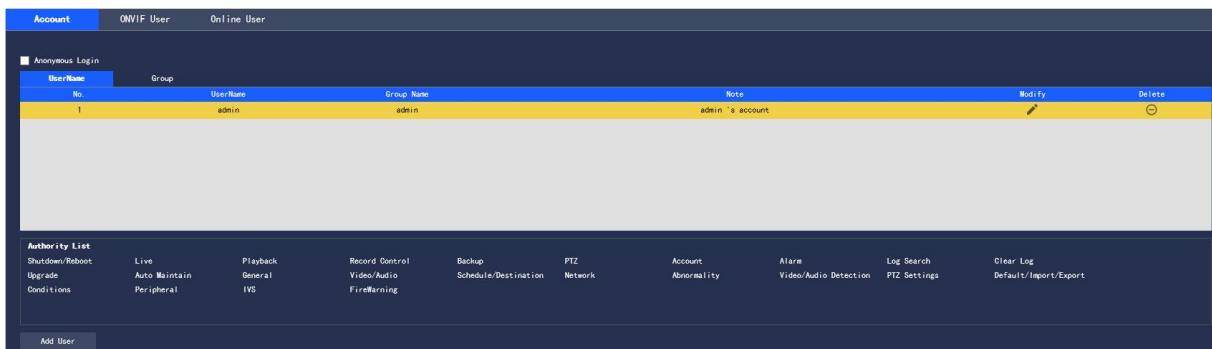 Account ONVIF User Online User
Anonymous Login
UserName Group
No. UserName Group Name Note Modify Delete
1 admin admin admin `s account
Authority List
Shutdown/Reboot Live Playback Record Control Backup PTZ Account Alarm Log Search Clear Log
Upgrade Auto Maintain General Video/Audio Schedule/Destination Network Abnormality Video/Audio Detection PTZ Settings Default/Import/Export
Conditions Peripheral IVS FireWarning
Add User